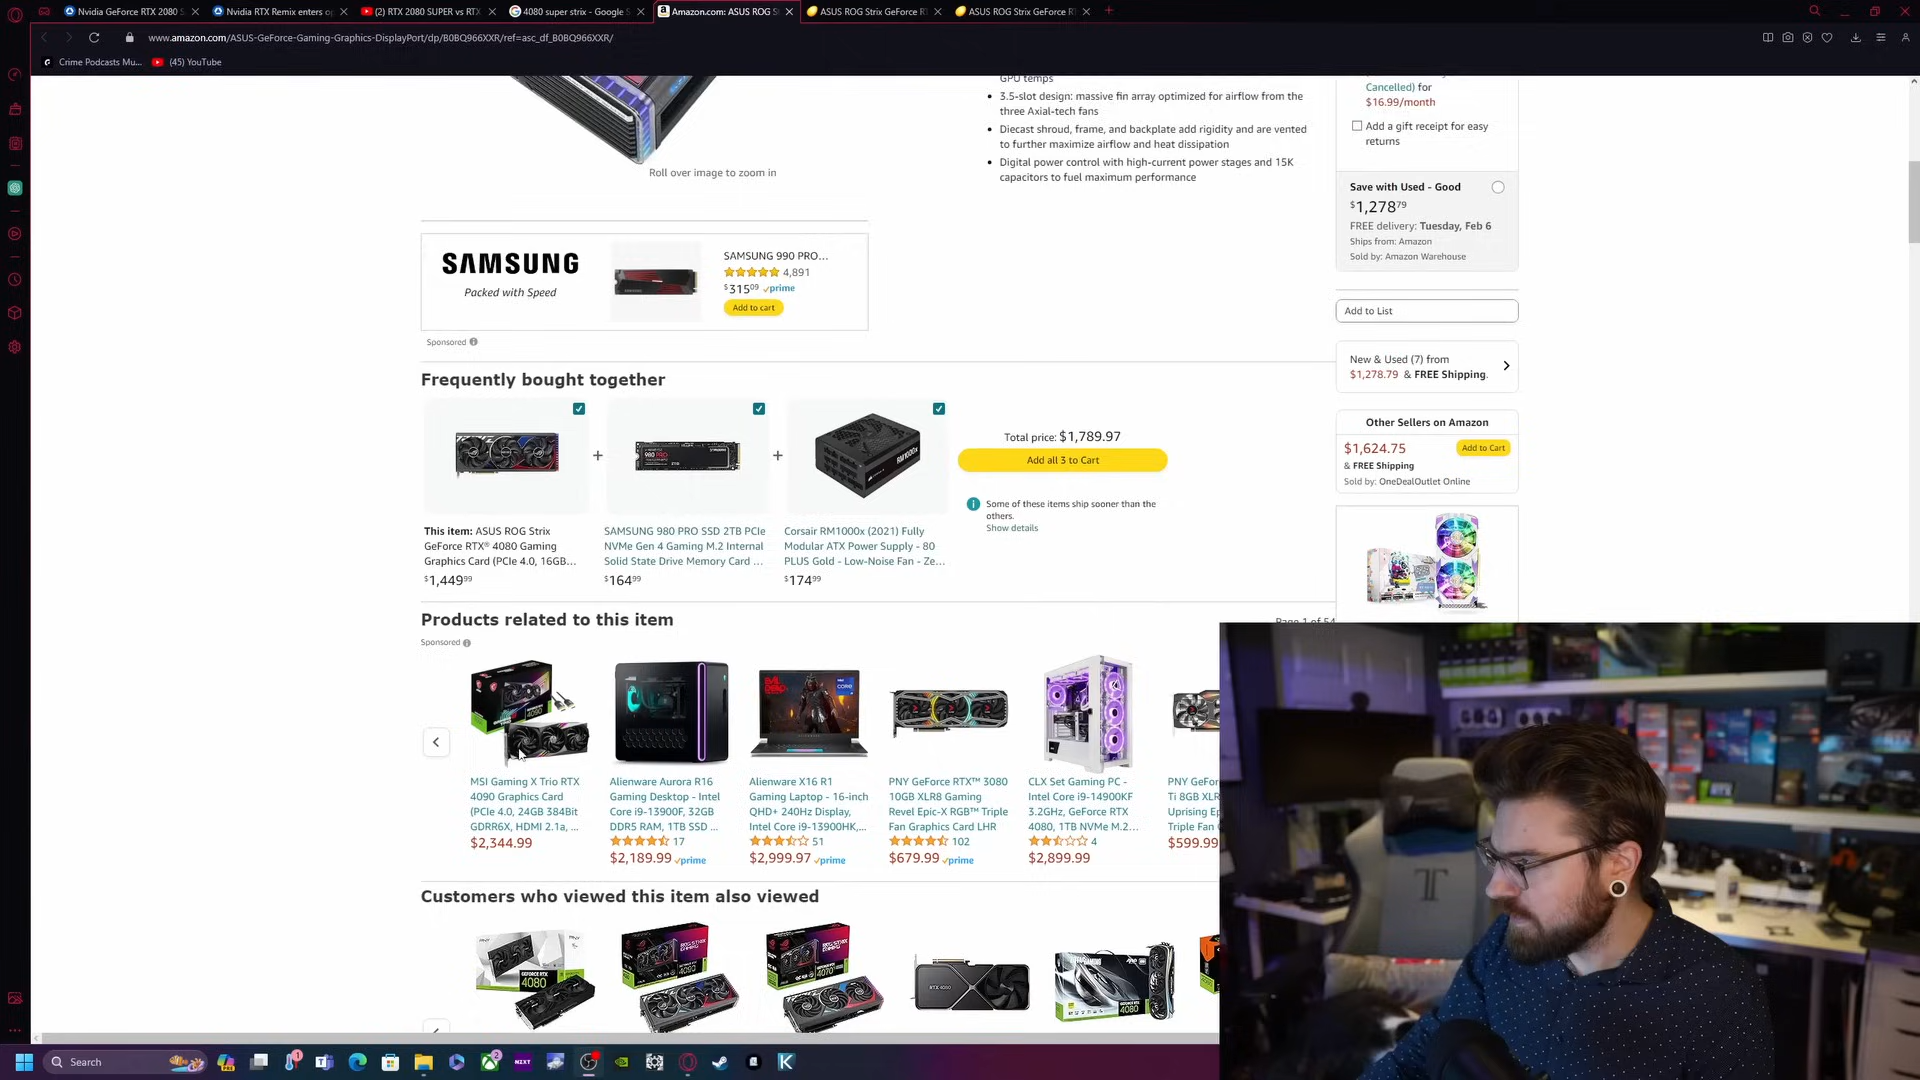 Nvidia GeForce RTX 2080 S
Nvidia RTX Remix enters op
(2) RTX 2080 SUPER vs RTX
4080 super strix - Google S
Amazon.com: ASUS ROG S
ASUS ROG Strix GeForce RT
ASUS ROG Strix GeForce R
www.amazon.com/ASUS-GeForce-Gaming-Graphics-DisplayPort/dp/B0BQ966XXR/ref=asc_df_B0BQ966XXR/
Crime Podcasts Mu...
(45) YouTube
GPU temps
3.5-slot design: massive fin array optimized for airflow from the
three Axial-tech fans
Diecast shroud, frame, and backplate add rigidity and are vented
to further maximize airflow and heat dissipation
Digital power control with high-current power stages and 15K
capacitors to fuel maximum performance
Roll over image to zoom in
Cancelled) for
$16.99/month
Add a gift receipt for easy
returns
Save with Used - Good
$1,278 79
FREE delivery: Tuesday, Feb 6
Ships from: Amazon
Sold by: Amazon Warehouse
Add to List
New & Used (7) from
$1,278.79 & FREE Shipping.
Other Sellers on Amazon
$1,624.75
Add to Cart
& FREE Shipping
Sold by: OneDealOutlet Online
SAMSUNG
Packed with Speed
SAMSUNG 990 PRO...
4,891
$315 09 prime
Add to cart
Sponsored
Frequently bought together
+
+
This item: ASUS ROG Strix
GeForce RTX® 4080 Gaming
Graphics Card (PCIe 4.0, 16GB...
$1,449 99
980 PRO
SAMSUNG 980 PRO SSD 2TB PCIe
NVMe Gen 4 Gaming M.2 Internal
Solid State Drive Memory Card ...
$164 99
RM1000x
Corsair RM1000x (2021) Fully
Modular ATX Power Supply - 80
PLUS Gold - Low-Noise Fan - Ze...
$174 99
Total price: $1,789.97
Add all 3 to Cart
Some of these items ship sooner than the
others.
Show details
Products related to this item
Page 1 of 54
Sponsored
MSI Gaming X Trio RTX
4090 Graphics Card
(PCIe 4.0, 24GB 384Bit
GDRR6X, HDMI 2.1a, ...
$2,344.99
Alienware Aurora R16
Gaming Desktop - Intel
Core i9-13900F, 32GB
DDR5 RAM, 1TB SSD ...
17
$2,189.99 prime
Alienware X16 R1
Gaming Laptop - 16-inch
QHD+ 240Hz Display,
Intel Core i9-13900HK,...
51
$2,999.97 prime
PNY GeForce RTX™ 3080
10GB XLR8 Gaming
Revel Epic-X RGB™ Triple
Fan Graphics Card LHR
102
$679.99 prime
CLX Set Gaming PC -
Intel Core i9-14900KF
3.2GHz, GeForce RTX
4080, 1TB NVMe M.2...
4
$2,899.99
PNY GeFor
Ti 8GB XLR
Uprising Ep
Triple Fan G
$599.99
Customers who viewed this item also viewed
4080
4090
4070
RTX 4080
4080
Search
NZXT